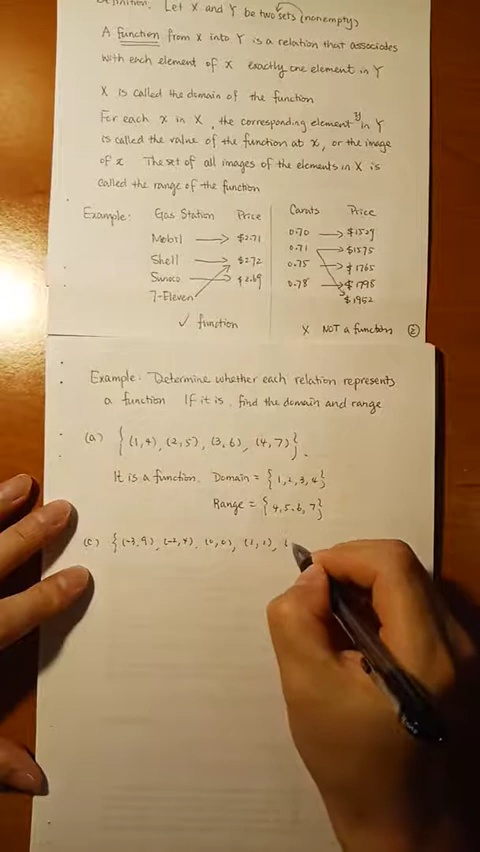 Definition. Let X and Y be two sets (nonempty)
A function from X into Y is a relation that associates
with each element of X exactly one element in Y
X is called the domain of the function
For each x in X, the corresponding element y in Y
is called the value of the function at x, or the image
of x The set of all images of the elements in X is
called the range of the function
Example: Gas Station Price
Mobil → $2.71
Shell → $2.72
Sunoco → $2.69
7-Eleven
✓ function
Carats Price
0.70 → $1529
0.71 $1575
0.75 $1765
0.78 → $1798
$1952
X NOT a function ②
Example: Determine whether each relation represents
a function If it is, find the domain and range
(a) {(1,4), (2,5), (3,6), (4,7)}.
It is a function. Domain = {1,2,3,4}
Range = {4,5,6,7}
(c) {(-3,9), (-2,4), (0,0), (1,1), (